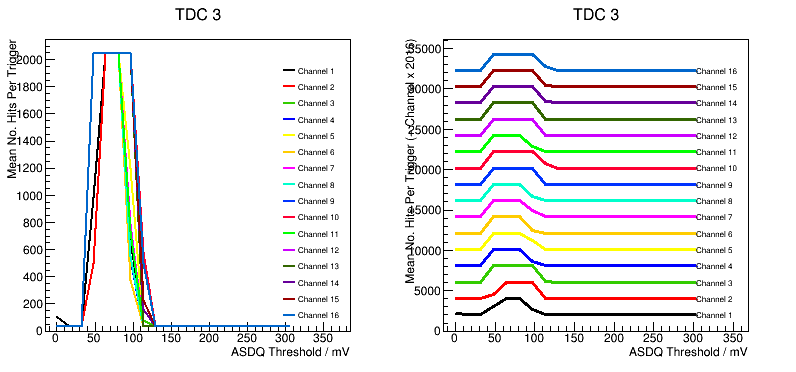 TDC 3
Mean No. Hits Per Trigger
2000
1800
1600
1400
1200
1000
800
600
400
200
0
0 50 100 150 200 250 300 350
ASDQ Threshold / mV
Channel 1
Channel 2
Channel 3
Channel 4
Channel 5
Channel 6
Channel 7
Channel 8
Channel 9
Channel 10
Channel 11
Channel 12
Channel 13
Channel 14
Channel 15
Channel 16
TDC 3
Mean No. Hits Per Trigger (+Channel x 2016)
35000
30000
25000
20000
15000
10000
5000
0
0 50 100 150 200 250 300 350
ASDQ Threshold / mV
Channel 16
Channel 15
Channel 14
Channel 13
Channel 12
Channel 11
Channel 10
Channel 9
Channel 8
Channel 7
Channel 6
Channel 5
Channel 4
Channel 3
Channel 2
Channel 1